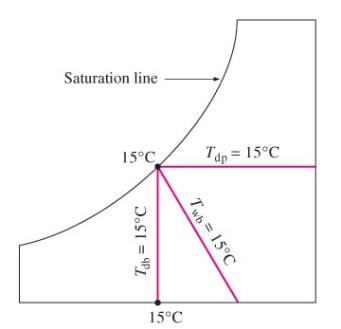 Saturation line
15°C
T_dp = 15°C
T_db = 15°C
T_wb = 15°C
15°C